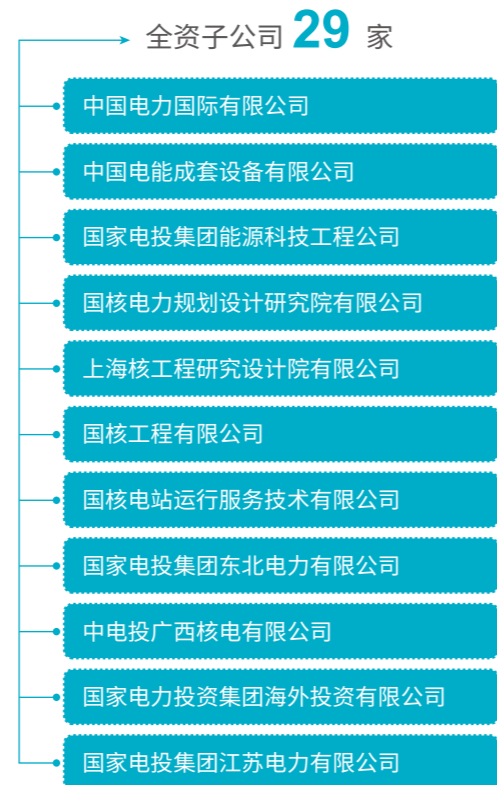 全资子公司 29 家
中国电力国际有限公司
中国电能成套设备有限公司
国家电投集团能源科技工程公司
国核电力规划设计研究院有限公司
上海核工程研究设计院有限公司
国核工程有限公司
国核电站运行服务技术有限公司
国家电投集团东北电力有限公司
中电投广西核电有限公司
国家电力投资集团海外投资有限公司
国家电投集团江苏电力有限公司